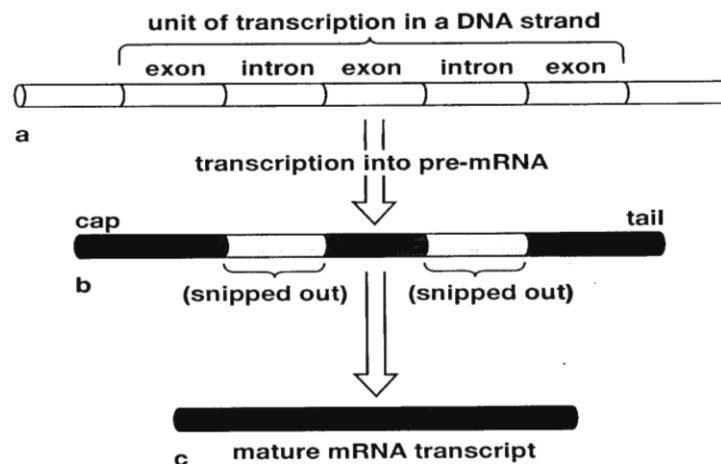 unit of transcription in a DNA strand
exon intron exon intron exon
a
transcription into pre-mRNA
cap tail
b
(snipped out) (snipped out)
c mature mRNA transcript